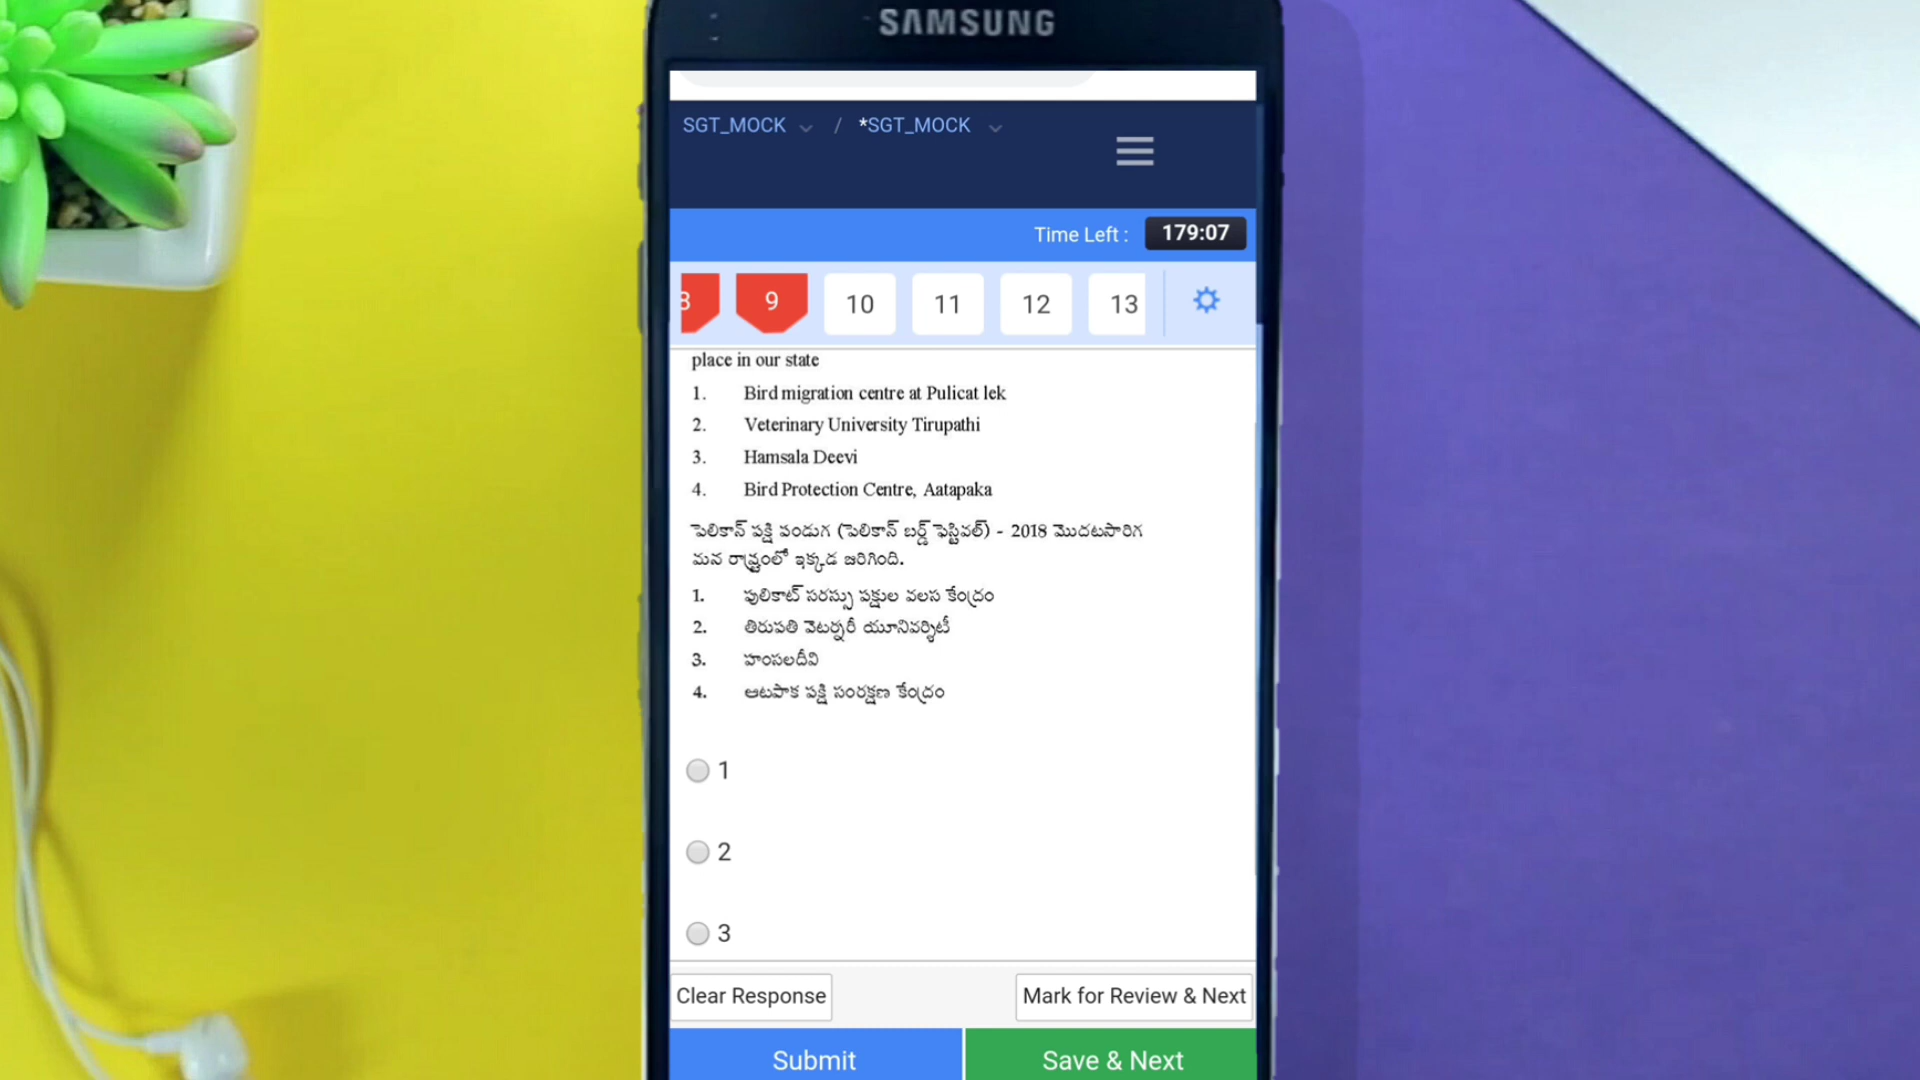 SAMSUNG
SGT_MOCK / *SGT_MOCK
Time Left : 179:07
8 9 10 11 12 13
place in our state
1. Bird migration centre at Pulicat lek
2. Veterinary University Tirupathi
3. Hamsala Deevi
4. Bird Protection Centre, Aatapaka
పెలికాన్ పక్షి పండుగ (పెలికాన్ బర్డ్ ఫెస్టివల్) - 2018 మొదటసారిగ
మన రాష్ట్రంలో ఇక్కడ జరిగింది.
1. పులికాట్ సరస్సు పక్షుల వలస కేంద్రం
2. తిరుపతి వెటర్నరీ యూనివర్శిటీ
3. హంసలదీవి
4. ఆటపాక పక్షి సంరక్షణ కేంద్రం
1
2
3
Clear Response Mark for Review & Next
Submit Save & Next